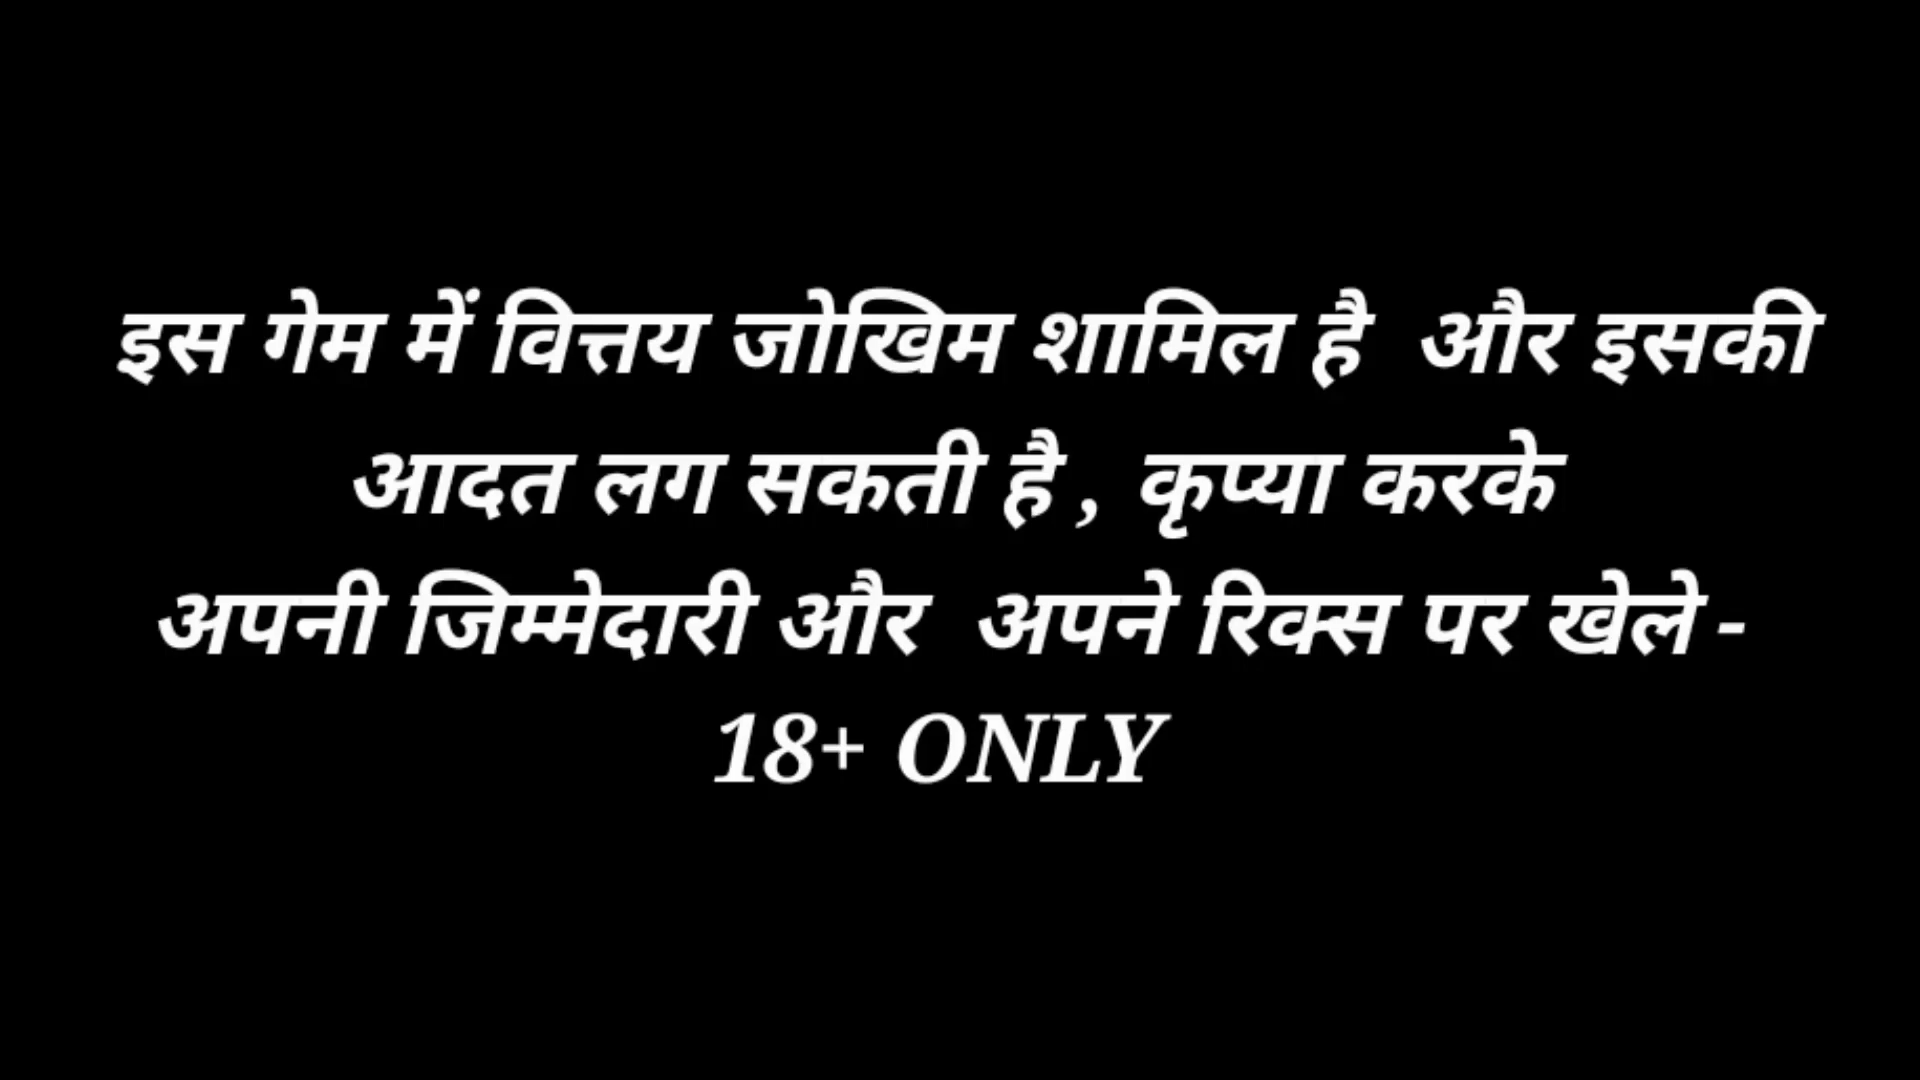 इस गेम में वित्तय जोखिम शामिल है और इसकी
आदत लग सकती है , कृप्या करके
अपनी जिम्मेदारी और अपने रिक्स पर खेले -
18+ ONLY